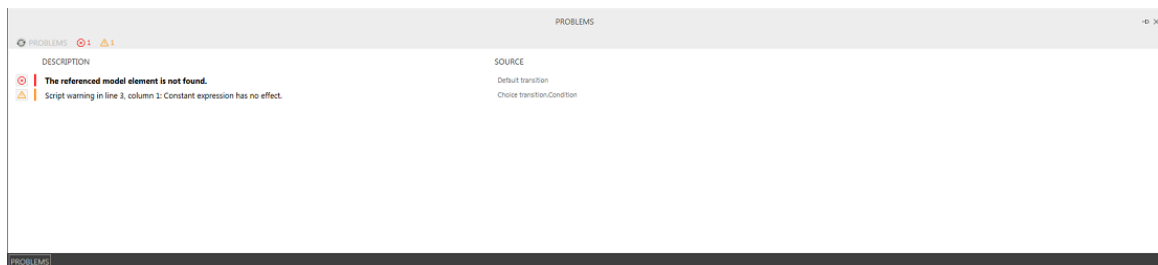 PROBLEMS
PROBLEMS 1 1
DESCRIPTION SOURCE
The referenced model element is not found. Default transition
Script warning in line 3, column 1: Constant expression has no effect. Choice transition.Condition
PROBLEMS